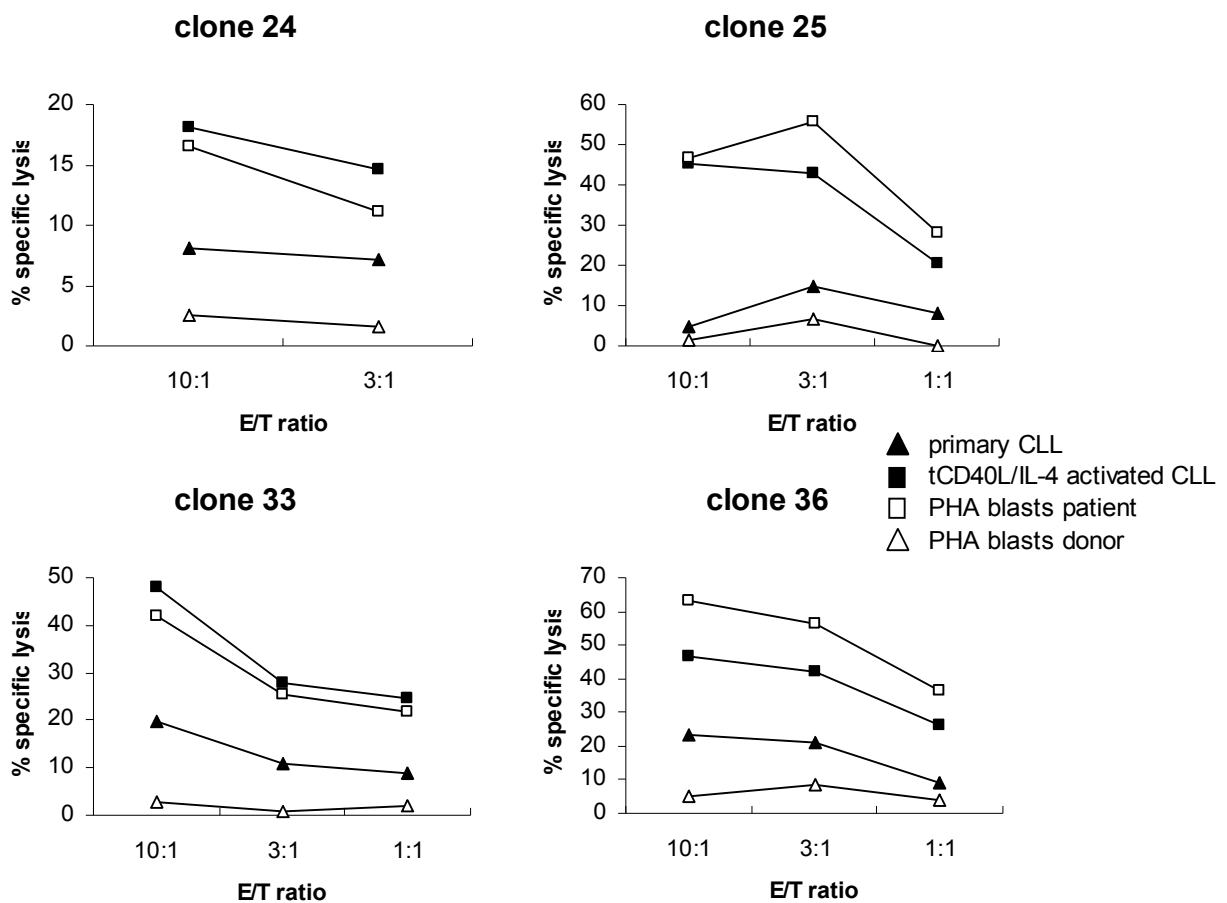 clone 24
% specific lysis
20
15
10
5
0
10:1
3:1
E/T ratio
clone 25
% specific lysis
60
50
40
30
20
10
0
10:1
3:1
1:1
E/T ratio
primary CLL
tCD40L/IL-4 activated CLL
PHA blasts patient
PHA blasts donor
clone 33
% specific lysis
50
40
30
20
10
0
10:1
3:1
1:1
E/T ratio
clone 36
% specific lysis
70
60
50
40
30
20
10
0
10:1
3:1
1:1
E/T ratio